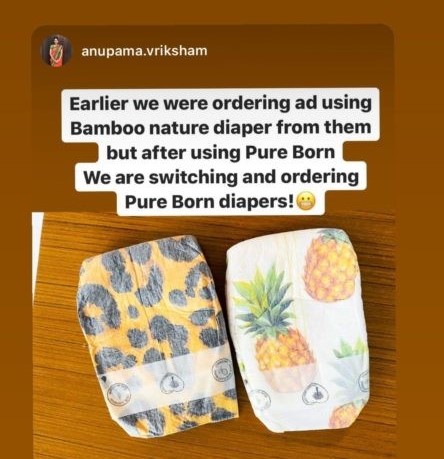 anupama.vriksham
Earlier we were ordering ad using
Bamboo nature diaper from them
but after using Pure Born
We are switching and ordering
Pure Born diapers!😬